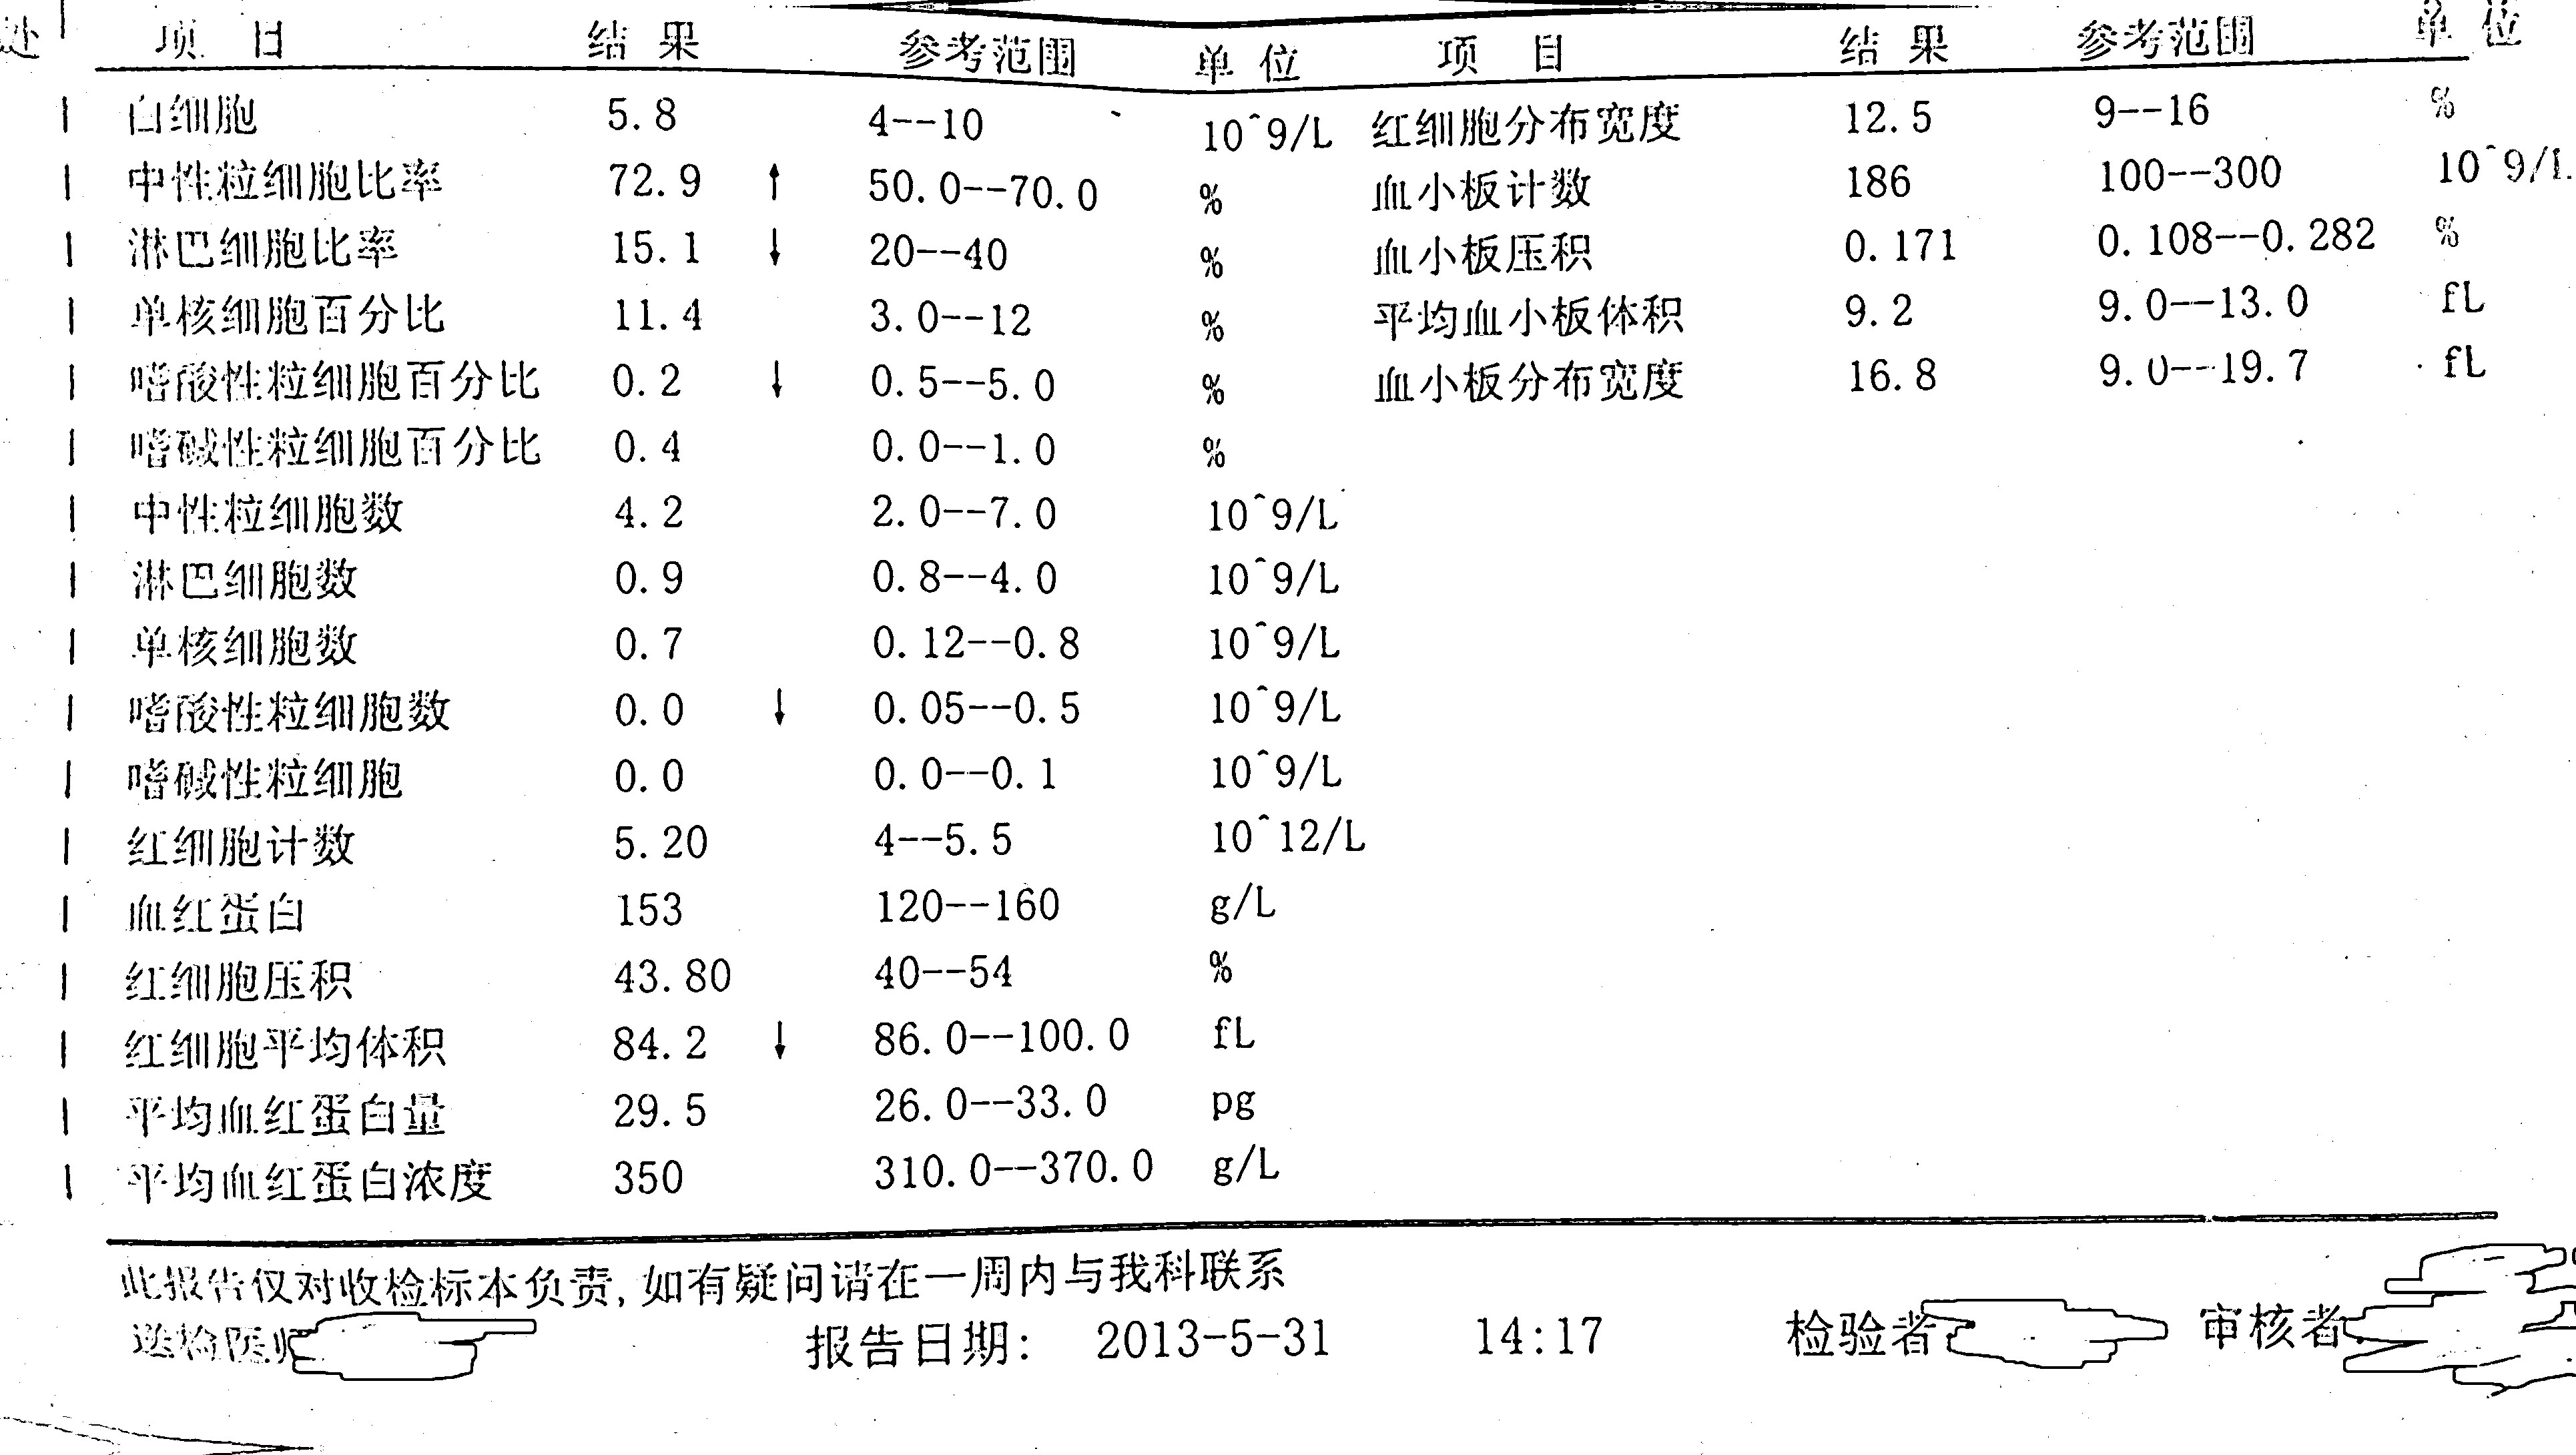 处 项 目 结 果 参考范围 单 位 项 目 结 果 参考范围 单 位
白细胞 5.8 4--10 10^9/L 红细胞分布宽度 12.5 9--16 %
中性粒细胞比率 72.9 ↑ 50.0--70.0 % 血小板计数 186 100--300 10^9/L
淋巴细胞比率 15.1 ↓ 20--40 % 血小板压积 0.171 0.108--0.282 %
单核细胞百分比 11.4 3.0--12 % 平均血小板体积 9.2 9.0--13.0 fL
嗜酸性粒细胞百分比 0.2 ↓ 0.5--5.0 % 血小板分布宽度 16.8 9.0--19.7 fL
嗜碱性粒细胞百分比 0.4 0.0--1.0 %
中性粒细胞数 4.2 2.0--7.0 10^9/L
淋巴细胞数 0.9 0.8--4.0 10^9/L
单核细胞数 0.7 0.12--0.8 10^9/L
嗜酸性粒细胞数 0.0 ↓ 0.05--0.5 10^9/L
嗜碱性粒细胞 0.0 0.0--0.1 10^9/L
红细胞计数 5.20 4--5.5 10^12/L
血红蛋白 153 120--160 g/L
红细胞压积 43.80 40--54 %
红细胞平均体积 84.2 ↓ 86.0--100.0 fL
平均血红蛋白量 29.5 26.0--33.0 pg
平均血红蛋白浓度 350 310.0--370.0 g/L
此报告仅对收检标本负责,如有疑问请在一周内与我科联系
送检医师 报告日期: 2013-5-31 14:17 检验者 审核者